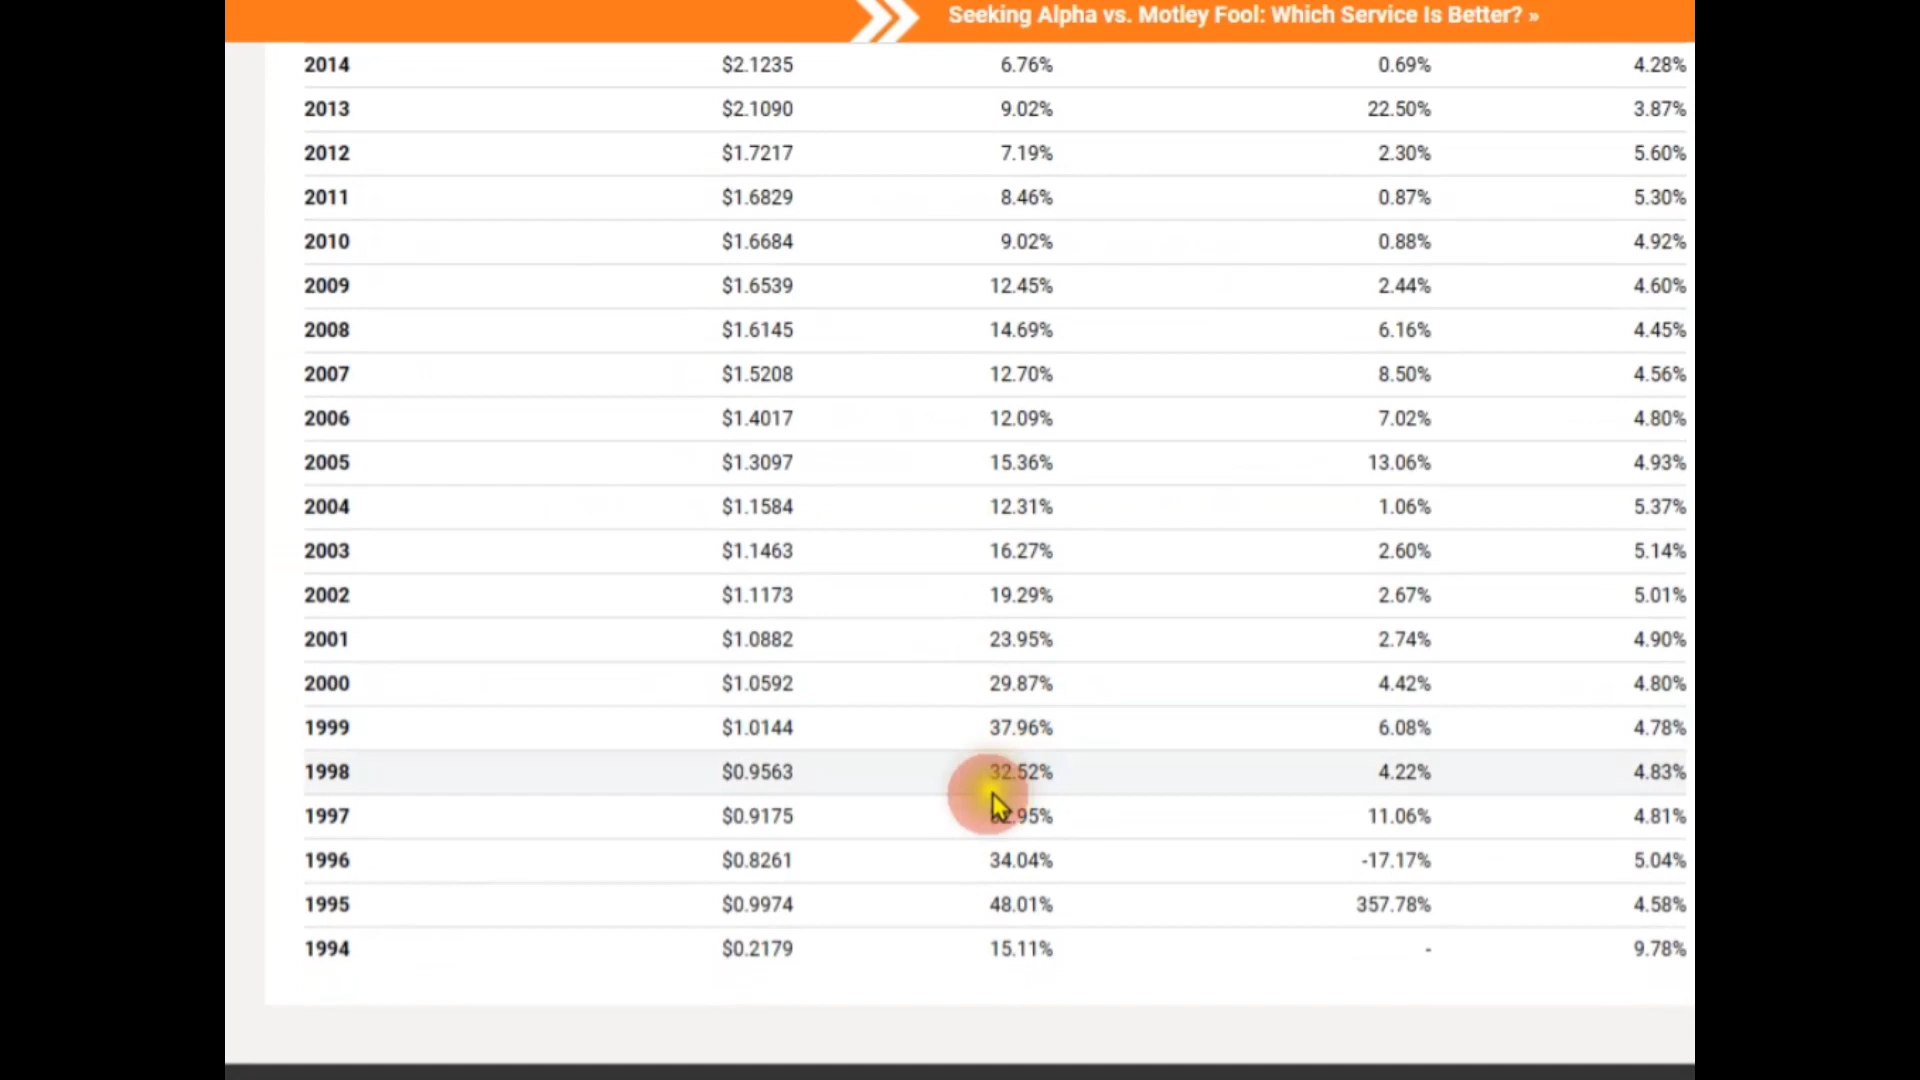 Seeking Alpha vs. Motley Fool: Which Service Is Better? »
2014 $2.1235 6.76% 0.69% 4.28%
2013 $2.1090 9.02% 22.50% 3.87%
2012 $1.7217 7.19% 2.30% 5.60%
2011 $1.6829 8.46% 0.87% 5.30%
2010 $1.6684 9.02% 0.88% 4.92%
2009 $1.6539 12.45% 2.44% 4.60%
2008 $1.6145 14.69% 6.16% 4.45%
2007 $1.5208 12.70% 8.50% 4.56%
2006 $1.4017 12.09% 7.02% 4.80%
2005 $1.3097 15.36% 13.06% 4.93%
2004 $1.1584 12.31% 1.06% 5.37%
2003 $1.1463 16.27% 2.60% 5.14%
2002 $1.1173 19.29% 2.67% 5.01%
2001 $1.0882 23.95% 2.74% 4.90%
2000 $1.0592 29.87% 4.42% 4.80%
1999 $1.0144 37.96% 6.08% 4.78%
1998 $0.9563 32.52% 4.22% 4.83%
1997 $0.9175 11.06% 4.81%
1996 $0.8261 34.04% -17.17% 5.04%
1995 $0.9974 48.01% 357.78% 4.58%
1994 $0.2179 15.11% - 9.78%